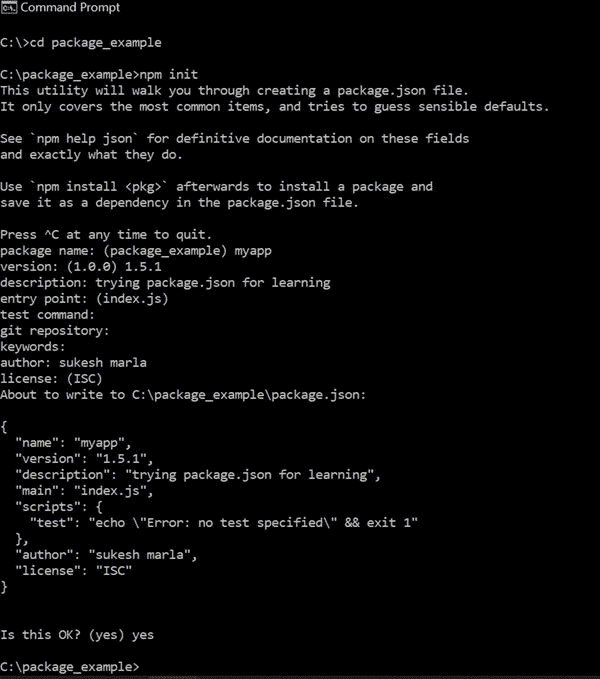 Command Prompt
C:\>cd package_example
C:\package_example>npm init
This utility will walk you through creating a package.json file.
It only covers the most common items, and tries to guess sensible defaults.
See `npm help json` for definitive documentation on these fields
and exactly what they do.
Use `npm install <pkg>` afterwards to install a package and
save it as a dependency in the package.json file.
Press ^C at any time to quit.
package name: (package_example) myapp
version: (1.0.0) 1.5.1
description: trying package.json for learning
entry point: (index.js)
test command:
git repository:
keywords:
author: sukesh marla
license: (ISC)
About to write to C:\package_example\package.json:
{
  "name": "myapp",
  "version": "1.5.1",
  "description": "trying package.json for learning",
  "main": "index.js",
  "scripts": {
    "test": "echo \"Error: no test specified\" && exit 1"
  },
  "author": "sukesh marla",
  "license": "ISC"
}
Is this OK? (yes) yes
C:\package_example>